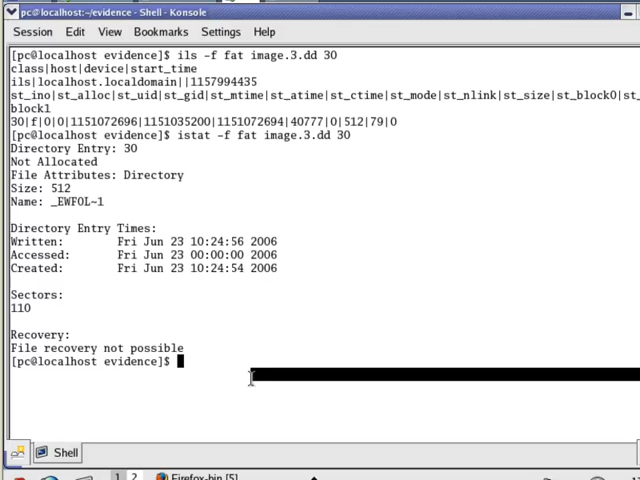 pc@localhost:~/evidence - Shell - Konsole
Session Edit View Bookmarks Settings Help
[pc@localhost evidence]$ ils -f fat image.3.dd 30
class|host|device|start_time
ils|localhost.localdomain||1157994435
st_ino|st_alloc|st_uid|st_gid|st_mtime|st_atime|st_ctime|st_mode|st_nlink|st_size|st_block0|st_
block1
30|f|0|0|1151072696|1151035200|1151072694|40777|0|512|79|0
[pc@localhost evidence]$ istat -f fat image.3.dd 30
Directory Entry: 30
Not Allocated
File Attributes: Directory
Size: 512
Name: _EWFOL~1
Directory Entry Times:
Written: Fri Jun 23 10:24:56 2006
Accessed: Fri Jun 23 00:00:00 2006
Created: Fri Jun 23 10:24:54 2006
Sectors:
110
Recovery:
File recovery not possible
[pc@localhost evidence]$
Shell
1 2 Firefox-bin [5]